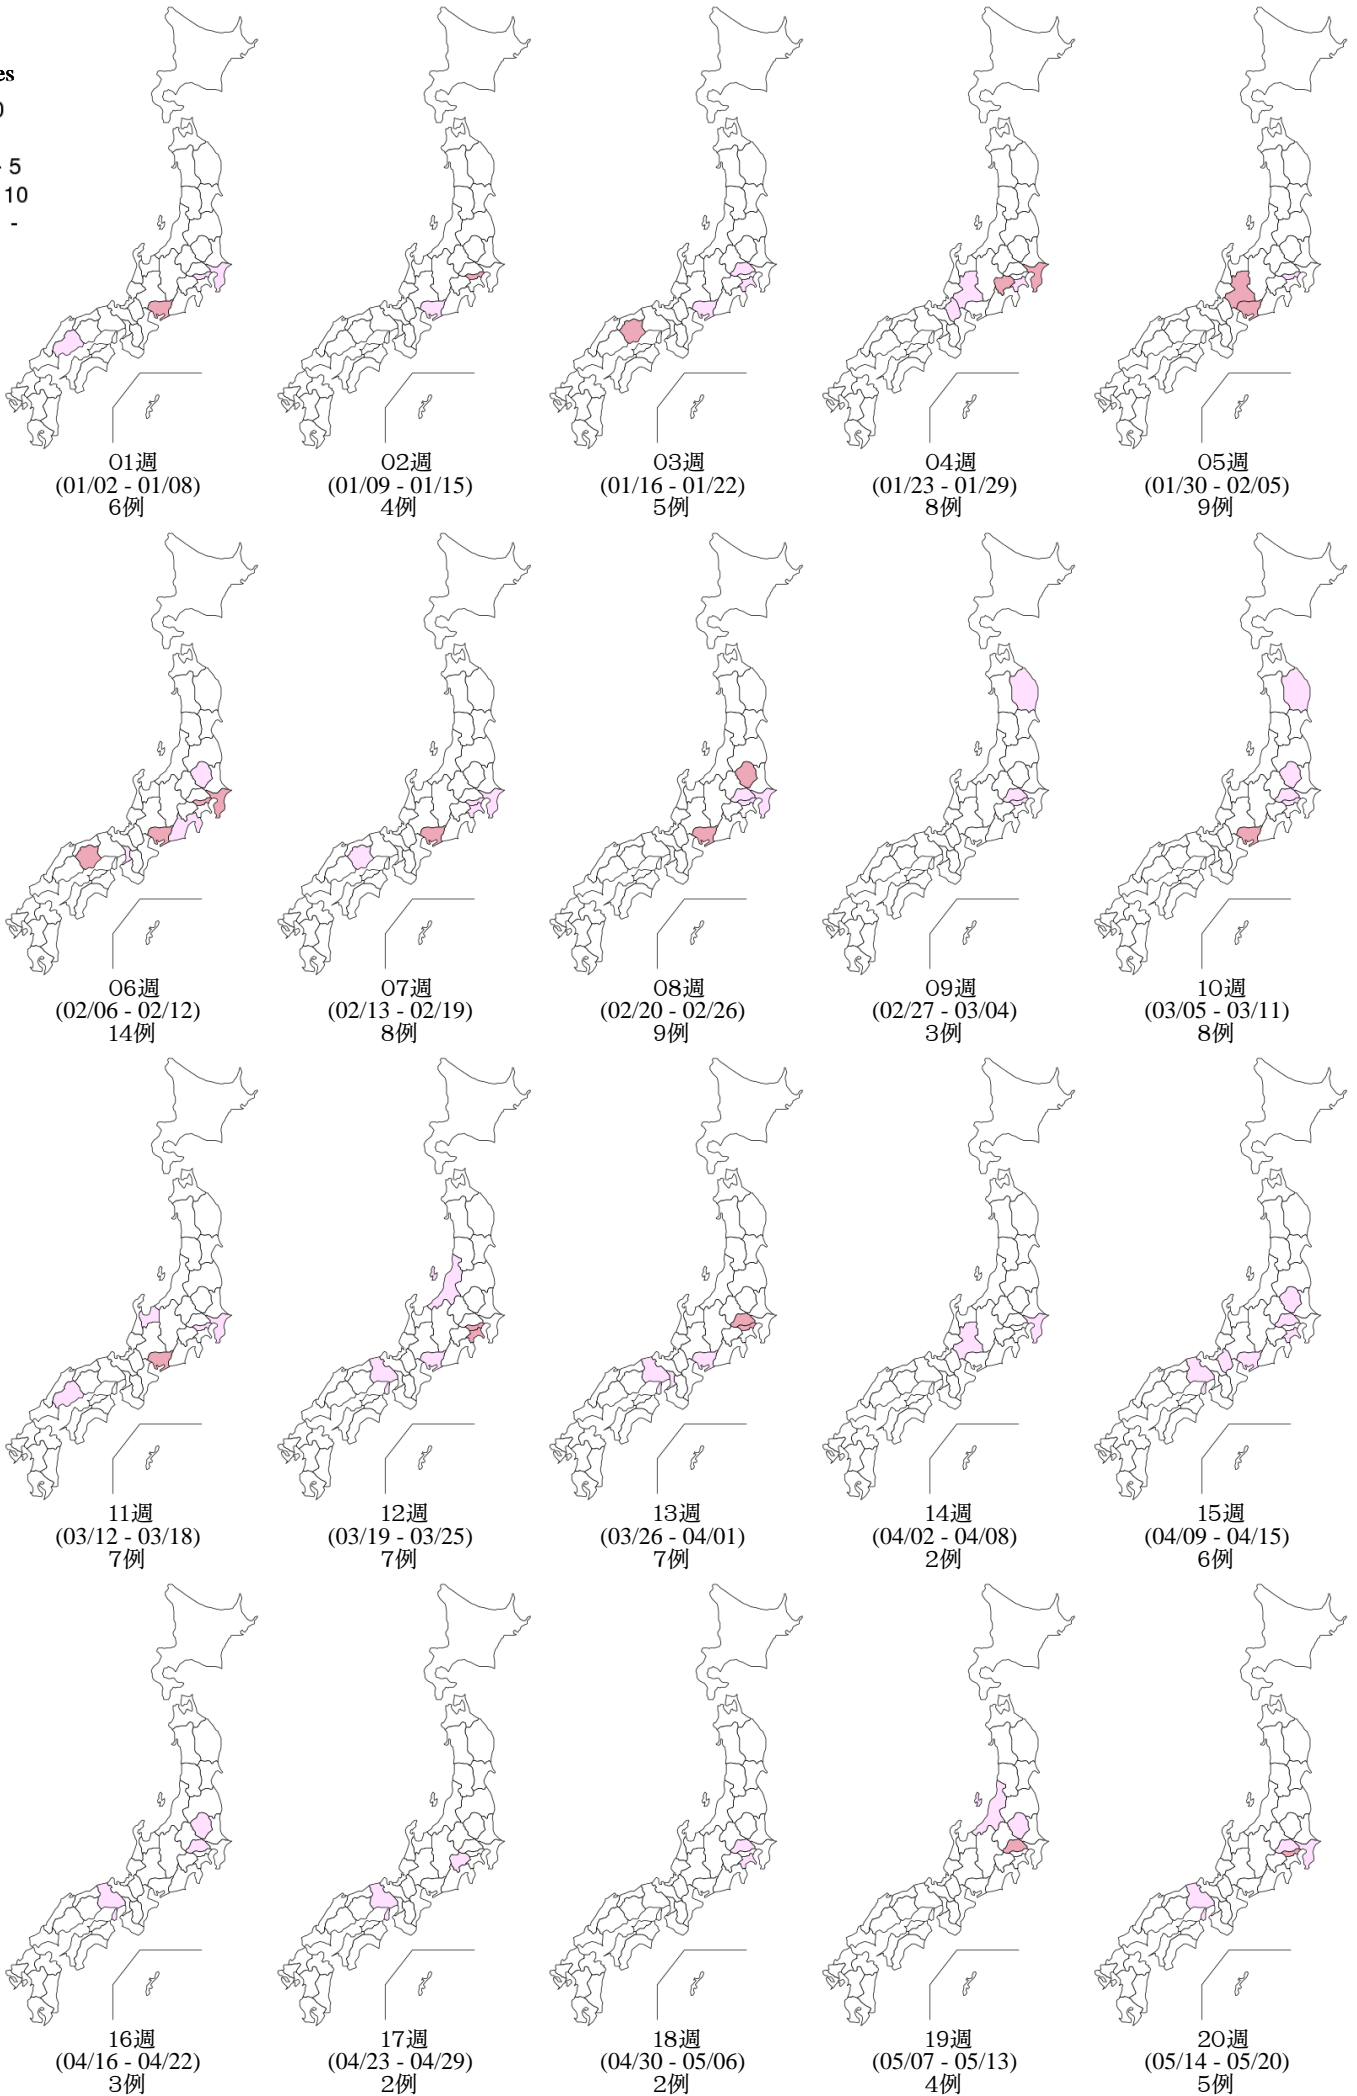 es
0
5
10
-
01週
(01/02 - 01/08)
6例
02週
(01/09 - 01/15)
4例
03週
(01/16 - 01/22)
5例
04週
(01/23 - 01/29)
8例
05週
(01/30 - 02/05)
9例
06週
(02/06 - 02/12)
14例
07週
(02/13 - 02/19)
8例
08週
(02/20 - 02/26)
9例
09週
(02/27 - 03/04)
3例
10週
(03/05 - 03/11)
8例
11週
(03/12 - 03/18)
7例
12週
(03/19 - 03/25)
7例
13週
(03/26 - 04/01)
7例
14週
(04/02 - 04/08)
2例
15週
(04/09 - 04/15)
6例
16週
(04/16 - 04/22)
3例
17週
(04/23 - 04/29)
2例
18週
(04/30 - 05/06)
2例
19週
(05/07 - 05/13)
4例
20週
(05/14 - 05/20)
5例